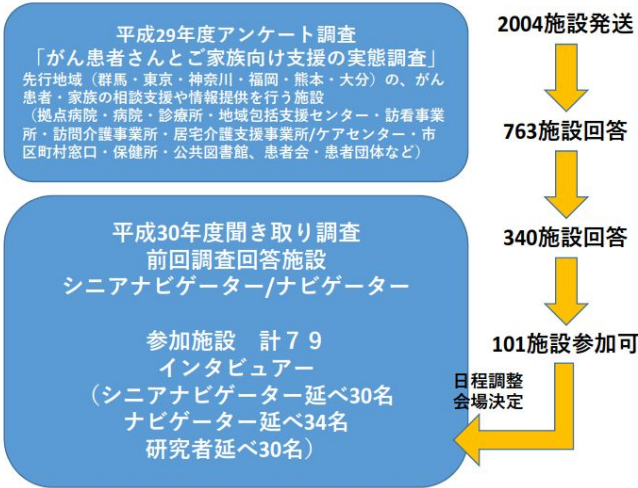 平成29年度アンケート調査
「がん患者さんとご家族向け支援の実態調査」
先行地域（群馬・東京・神奈川・福岡・熊本・大分）の、がん
患者・家族の相談支援や情報提供を行う施設
（拠点病院・病院・診療所・地域包括支援センター・訪看事業
所・訪問介護事業所・居宅介護支援事業所/ケアセンター・市
区町村窓口・保健所・公共図書館、患者会・患者団体など）
2004施設発送
763施設回答
340施設回答
101施設参加可
日程調整
会場決定
平成30年度聞き取り調査
前回調査回答施設
シニアナビゲーター/ナビゲーター
参加施設　計７９
インタビュアー
（シニアナビゲーター延べ30名
ナビゲーター延べ34名
研究者延べ30名）